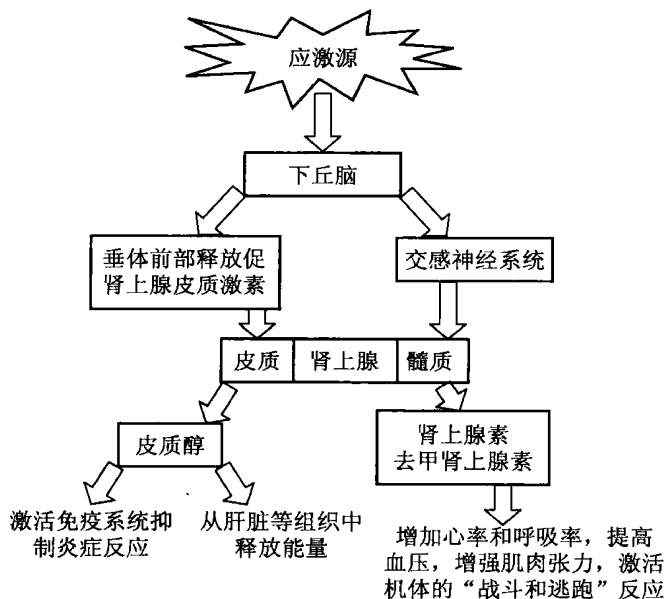 应激源
下丘脑
垂体前部释放促
肾上腺皮质激素
交感神经系统
皮质 肾上腺 髓质
皮质醇
肾上腺素
去甲肾上腺素
激活免疫系统抑
制炎症反应
从肝脏等组织中
释放能量
增加心率和呼吸率，提高
血压，增强肌肉张力，激活
机体的“战斗和逃跑”反应